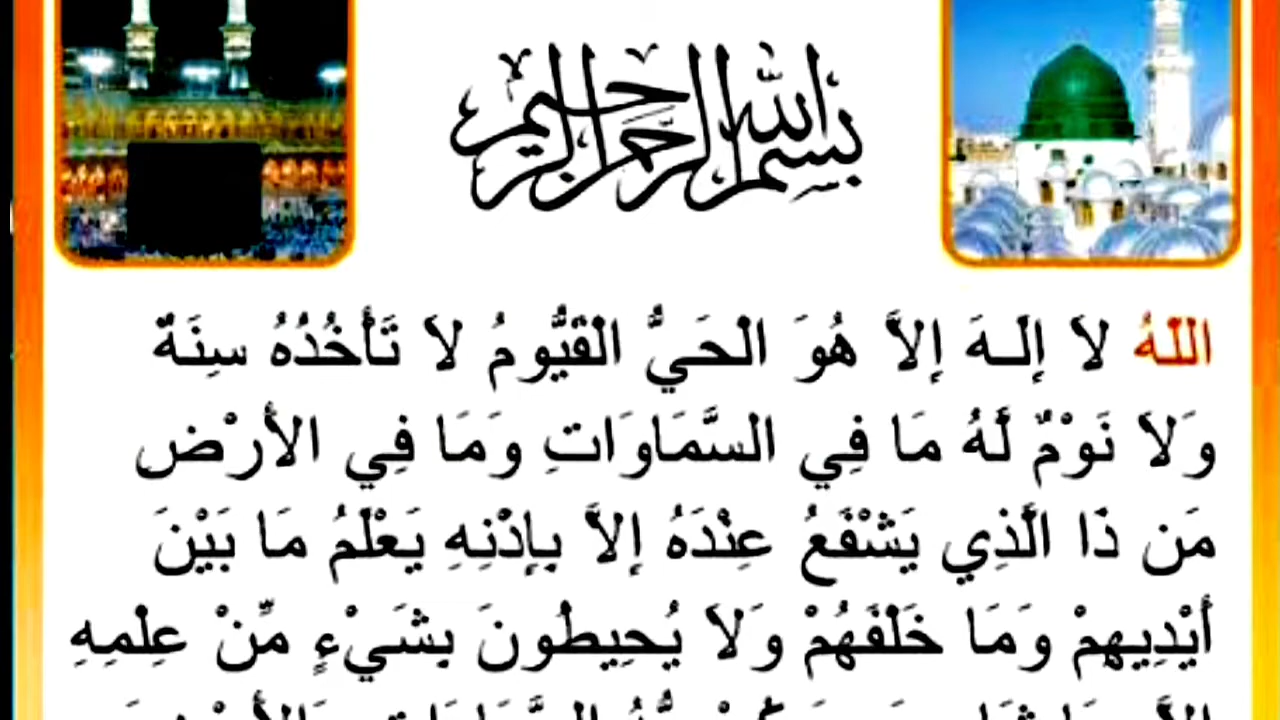 بسم الله الرحمن الرحيم
اللّهُ لاَ إِلَـهَ إِلاَّ هُوَ الْحَيُّ الْقَيُّومُ لاَ تَأْخُذُهُ سِنَةٌ
وَلاَ نَوْمٌ لَّهُ مَا فِي السَّمَاوَاتِ وَمَا فِي الأَرْضِ
مَن ذَا الَّذِي يَشْفَعُ عِنْدَهُ إِلاَّ بِإِذْنِهِ يَعْلَمُ مَا بَيْنَ
أَيْدِيهِمْ وَمَا خَلْفَهُمْ وَلاَ يُحِيطُونَ بِشَيْءٍ مِّنْ عِلْمِهِ